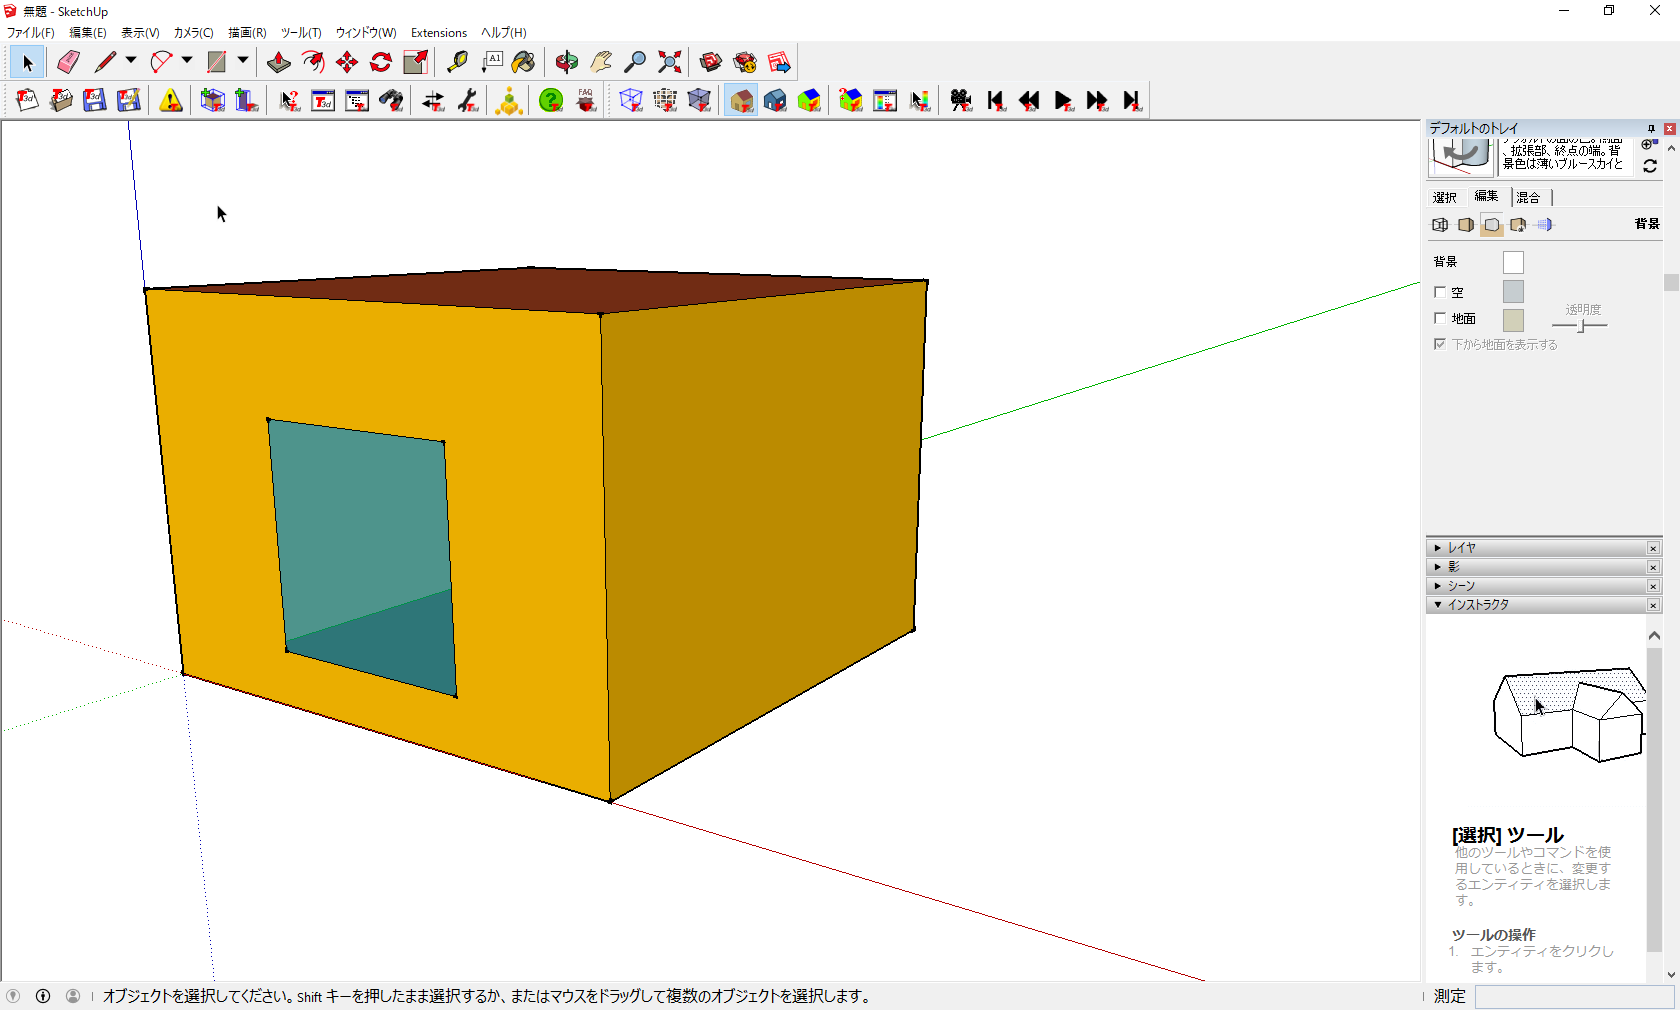 無題 - SketchUp
ファイル(F) 編集(E) 表示(V) カメラ(C) 描画(R) ツール(T) ウィンドウ(W) Extensions ヘルプ(H)
A1
FAQ
デフォルトのトレイ
、拡張部、終点の端。背
景色は薄いブルースカイと
選択 編集 混合
背景
背景
空
地面
透明度
下から地面を表示する
レイヤ
影
シーン
インストラクタ
[選択] ツール
他のツールやコマンドを使
用しているときに、変更す
るエンティティを選択しま
す。
ツールの操作
1. エンティティをクリクし
ます。
オブジェクトを選択してください。Shift キーを押したまま選択するか、またはマウスをドラッグして複数のオブジェクトを選択します。
測定